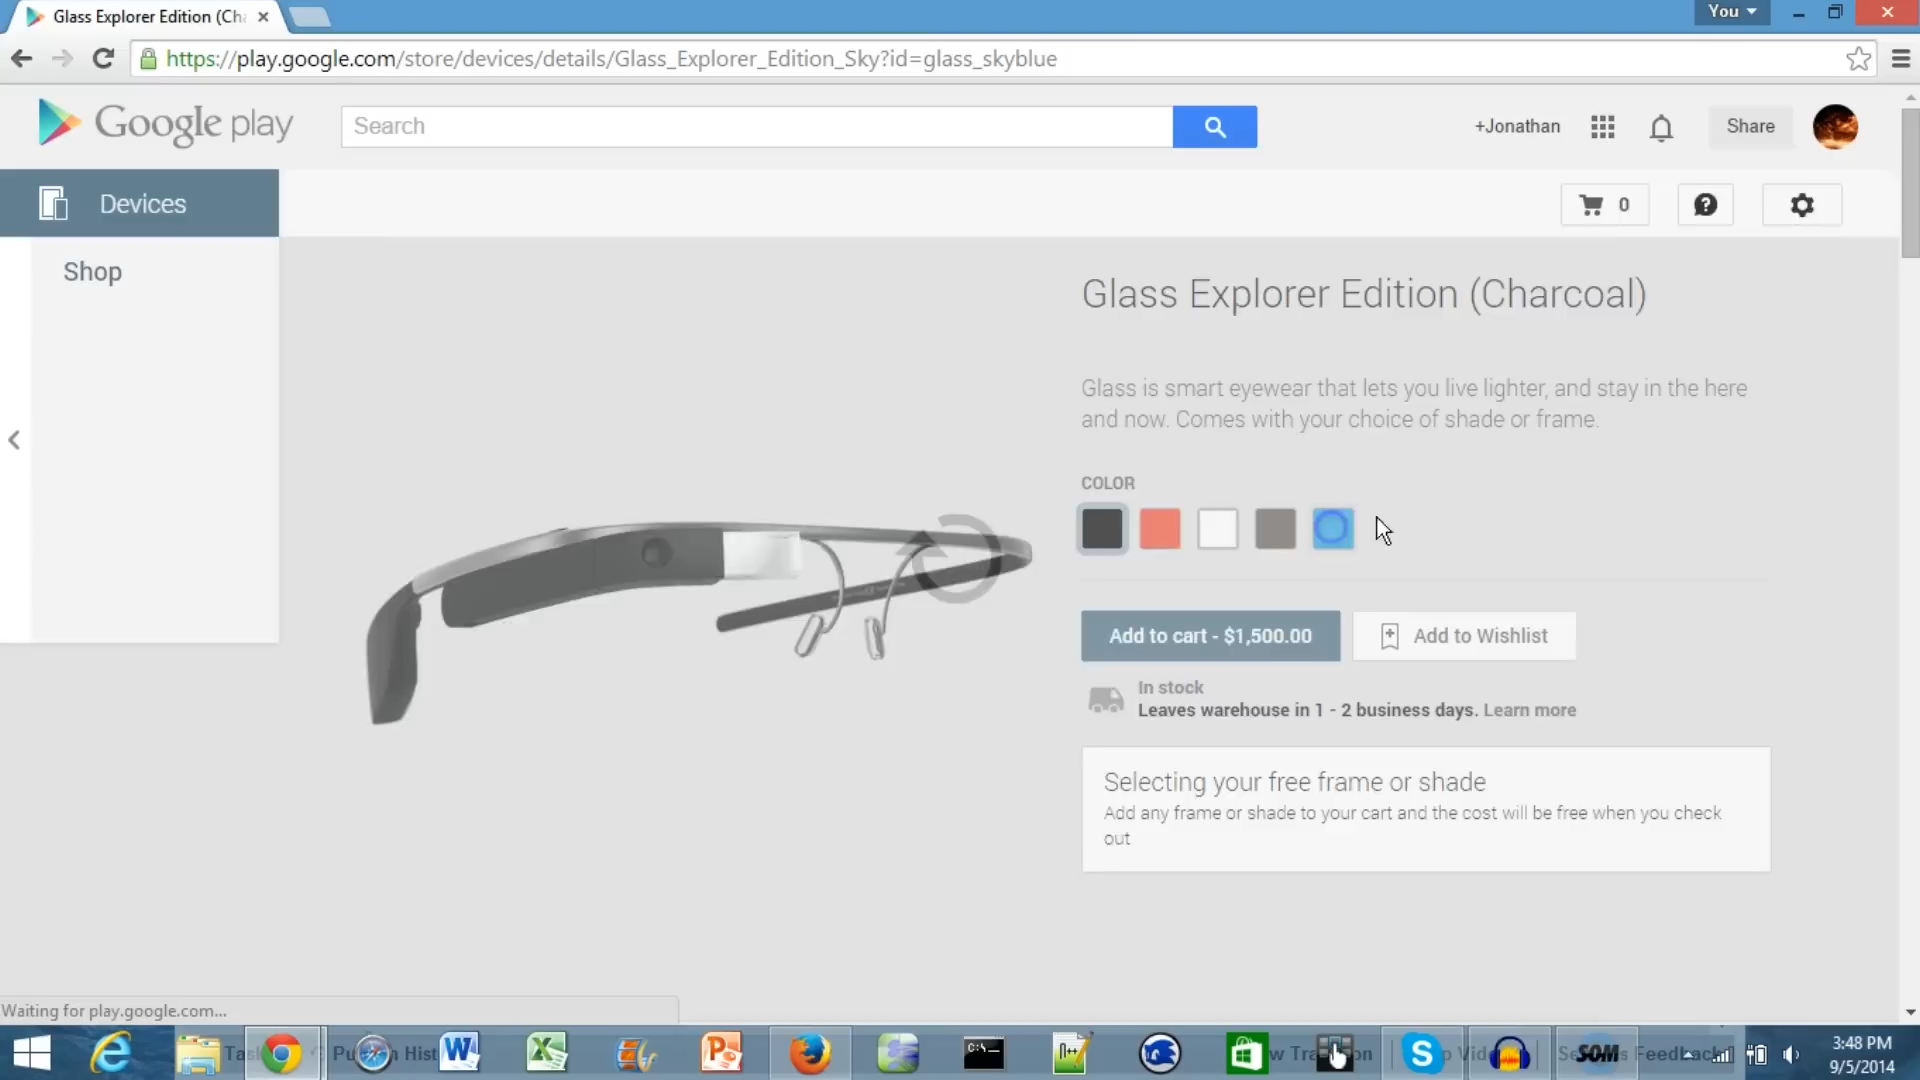 Glass Explorer Edition (Cha
You
https://play.google.com/store/devices/details/Glass_Explorer_Edition_Sky?id=glass_skyblue
Google play
Search
+Jonathan
Share
Devices
0
Shop
Glass Explorer Edition (Charcoal)
Glass is smart eyewear that lets you live lighter, and stay in the here
and now. Comes with your choice of shade or frame.
COLOR
Add to cart - $1,500.00
Add to Wishlist
In stock
Leaves warehouse in 1 - 2 business days. Learn more
Selecting your free frame or shade
Add any frame or shade to your cart and the cost will be free when you check
out
Waiting for play.google.com...
Hist
Feedback
SOM
3:48 PM
9/5/2014